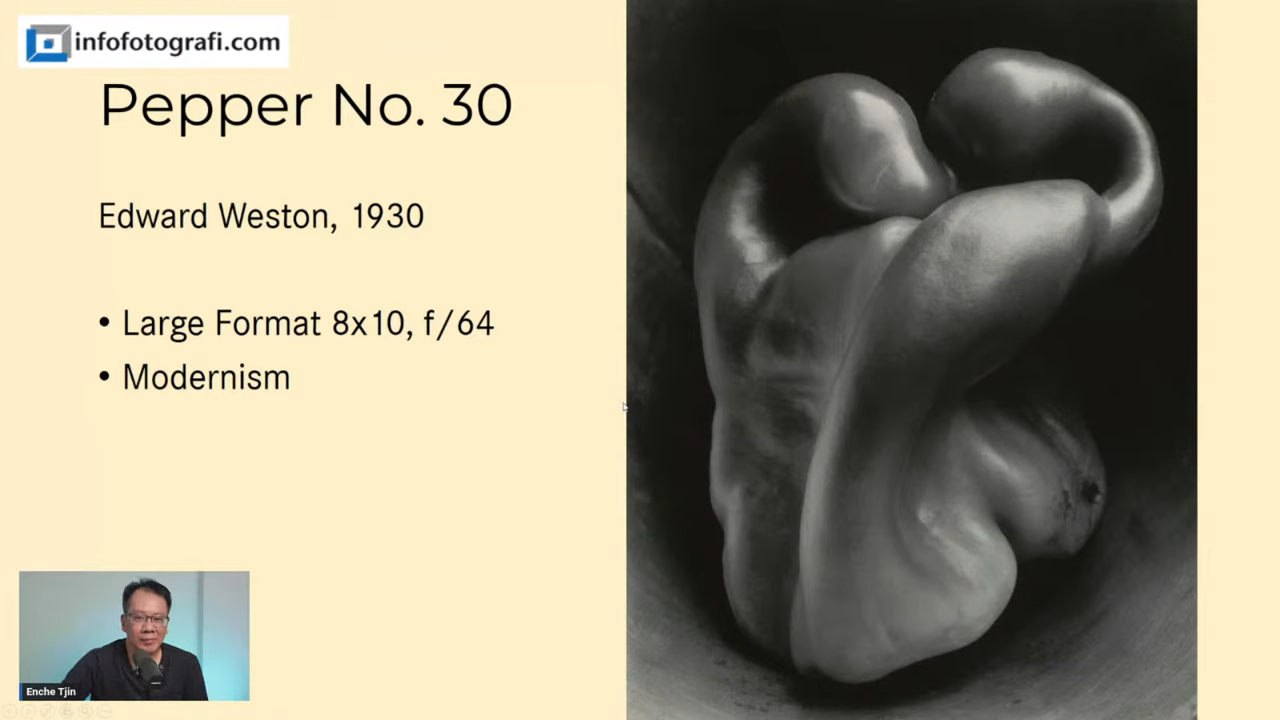 infofotografi.com
Pepper No. 30
Edward Weston, 1930
• Large Format 8x10, f/64
• Modernism
Enche Tjin